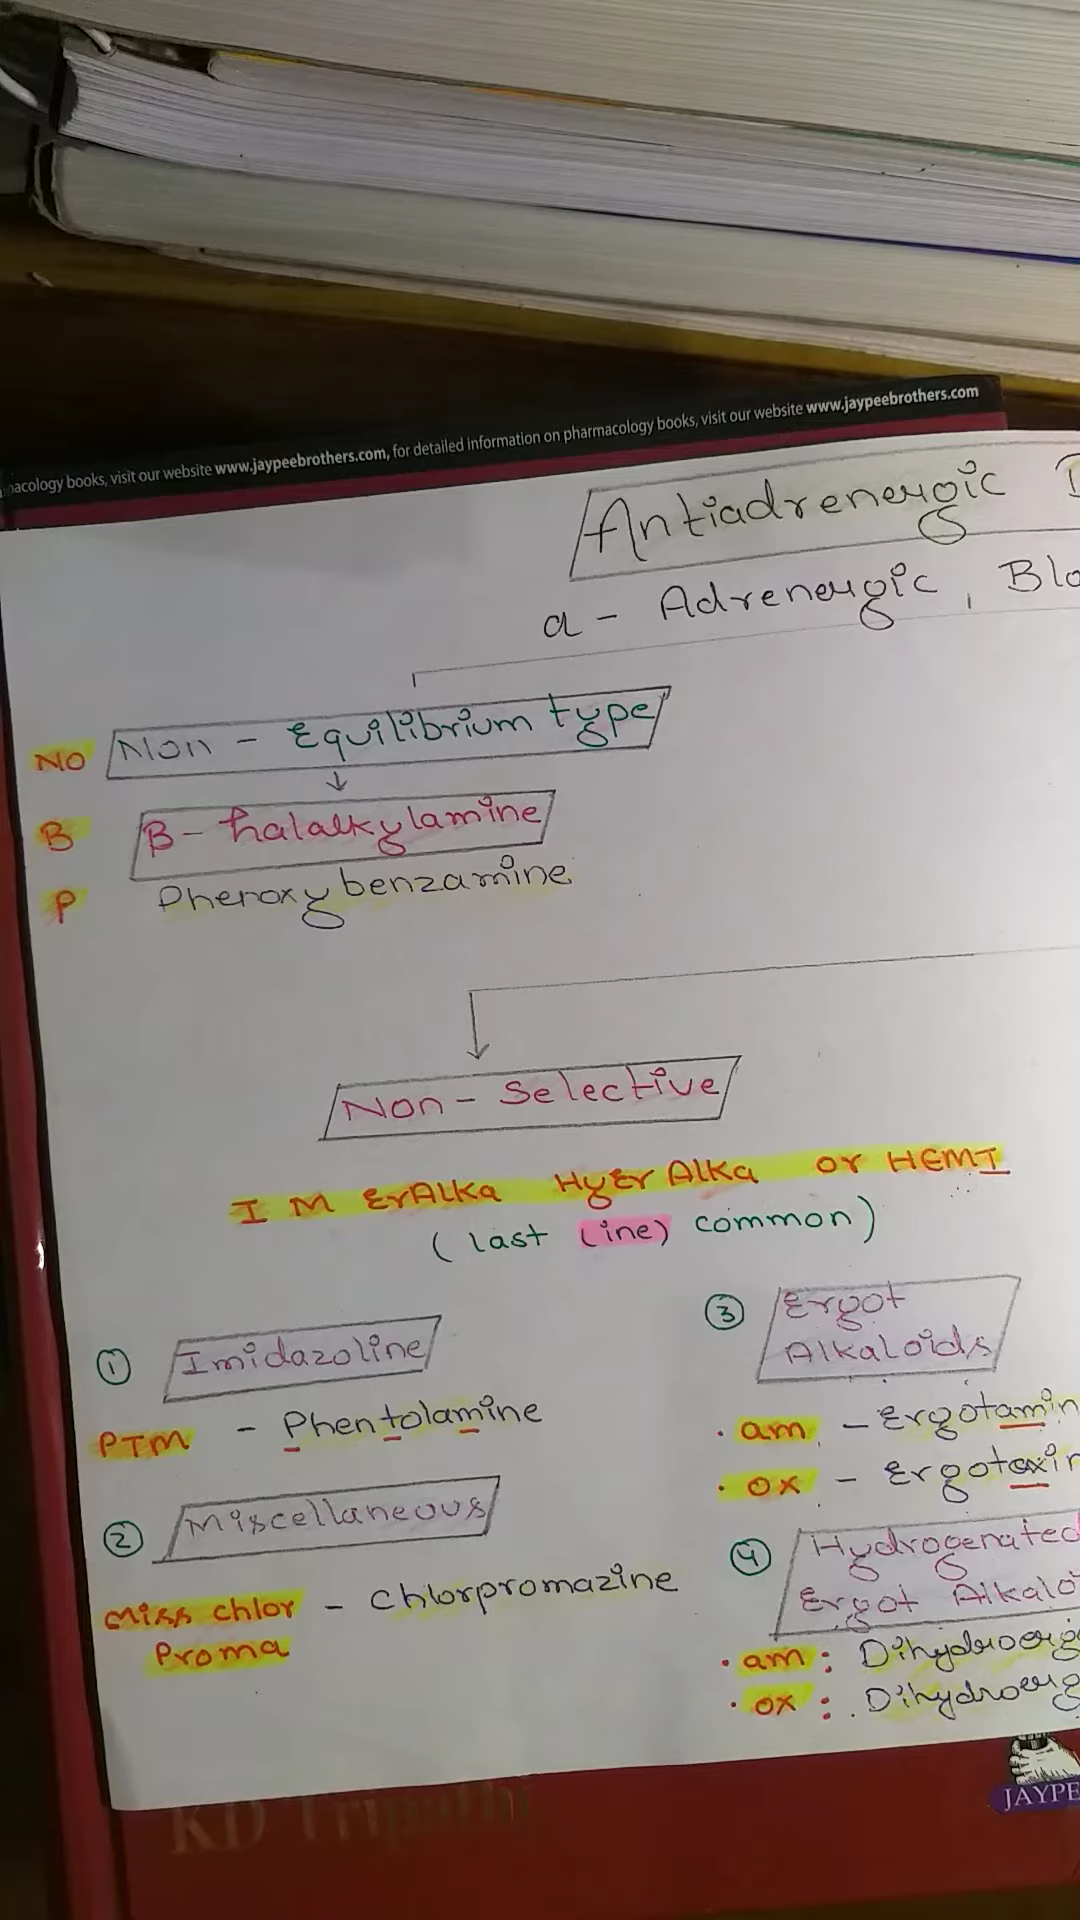 acology books, visit our website www.jaypeebrothers.com, for detailed information on pharmacology books, visit our website www.jaypeebrothers.com
Antiadrenergic
α - Adrenergic, Blo
NO Non - Equilibrium type
B β - halalkylamine
P Phenoxybenzamine
Non - Selective
I M ErAlKa HyEr AlKa or HEMI
(last (ine) common)
① Imidazoline
PTM - Phentolamine
② Miscellaneous
Miss chlor - Chlorpromazine
Proma
③ Ergot
Alkaloids
. am - Ergotamin
. ox - Ergotoxin
④ Hydrogenated
Ergot Alkalo
. am : Dihydroerg
. ox : Dihydroerg
KD Tripathi
JAYPE